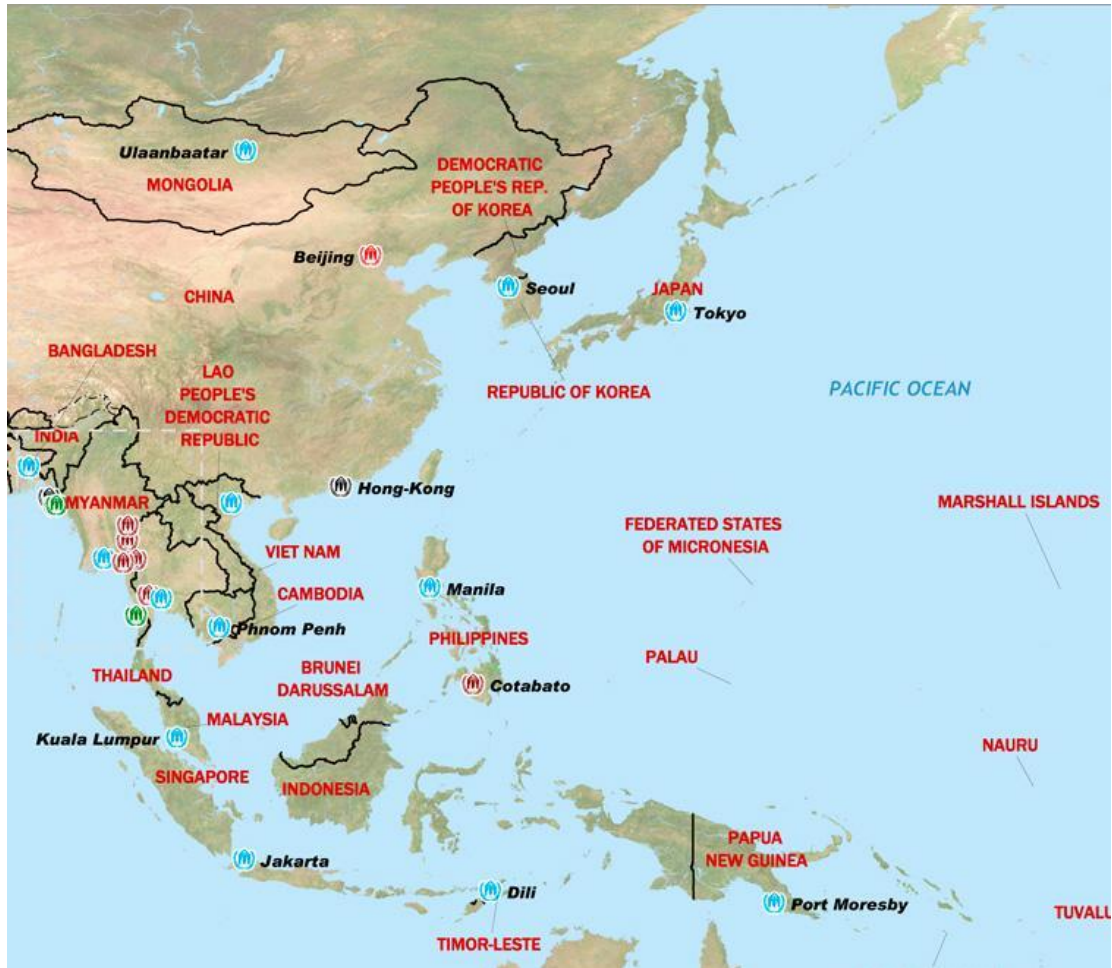 Ulaanbaatar
MONGOLIA
DEMOCRATIC
PEOPLE'S REP.
OF KOREA
Beijing
CHINA
Seoul
JAPAN
Tokyo
BANGLADESH
LAO
PEOPLE'S
DEMOCRATIC
REPUBLIC
REPUBLIC OF KOREA
PACIFIC OCEAN
INDIA
MYANMAR
Hong-Kong
MARSHALL ISLANDS
FEDERATED STATES
OF MICRONESIA
VIET NAM
CAMBODIA
Manila
Phnom Penh
PHILIPPINES
PALAU
THAILAND
BRUNEI
DARUSSALAM
Cotabato
MALAYSIA
Kuala Lumpur
NAURU
SINGAPORE
INDONESIA
PAPUA
NEW GUINEA
Jakarta
Dili
Port Moresby
TUVALU
TIMOR-LESTE